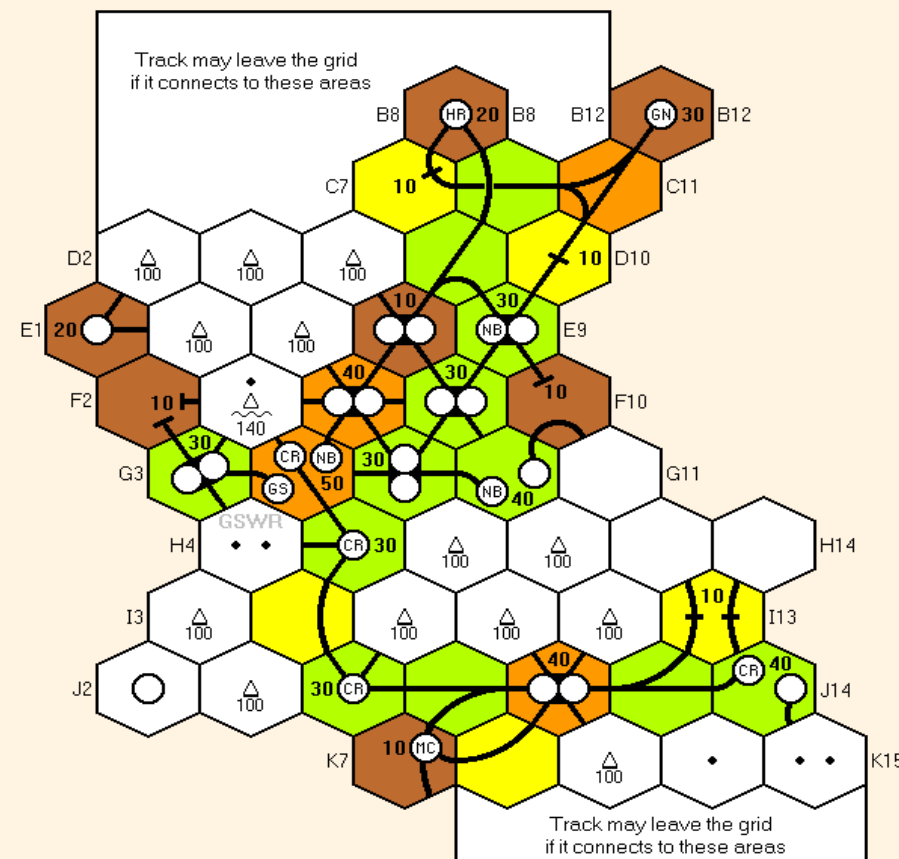 Track may leave the grid
if it connects to these areas
B8 HR 20 B8 B12 GN 30 B12
C7 10 C11
D2 100 100 100 10 D10
E1 20 100 100 10 30 NB E9
F2 10 140 40 30 10 F10
G3 30 GS CR NB 50 30 NB 40 G11
GSWR
H4 CR 30 100 100 H14
I3 100 100 100 100 10 I13
J2 100 30 CR 40 CR 40 J14
K7 10 MC 100 K15
Track may leave the grid
if it connects to these areas